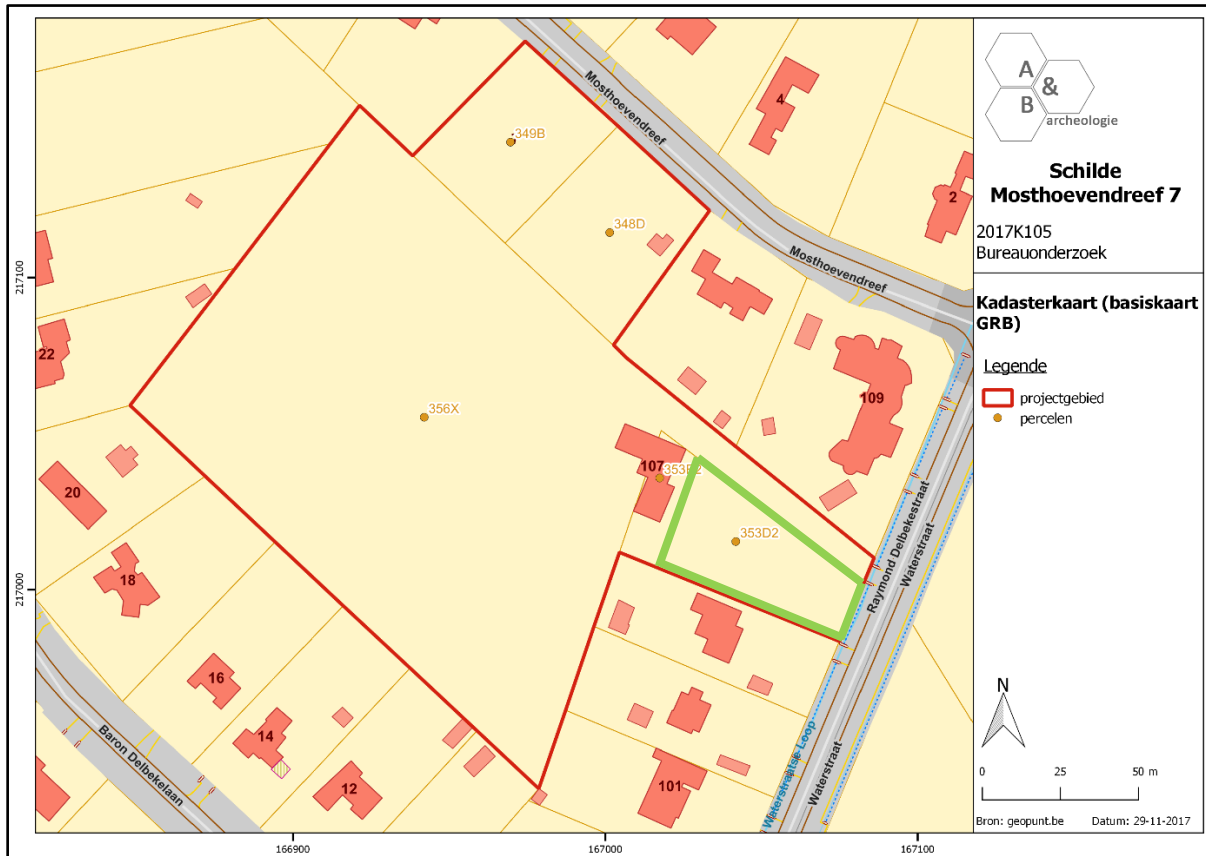 Mosthoevendreef
4
349B
2
348D
Mosthoevendreef
217100
22
109
356X
107
353E2
20
353D2
Raymond Delbekestraat
Waterstraat
18
217000
16
14
Baron Delbekelaan
12
101
Waterstraatse Loop
Waterstraat
166900
167000
167100
A
&
B
archeologie
Schilde
Mosthoevendreef 7
2017K105
Bureauonderzoek
Kadasterkaart (basiskaart
GRB)
Legende
projectgebied
percelen
N
0 25 50 m
Bron: geopunt.be Datum: 29-11-2017